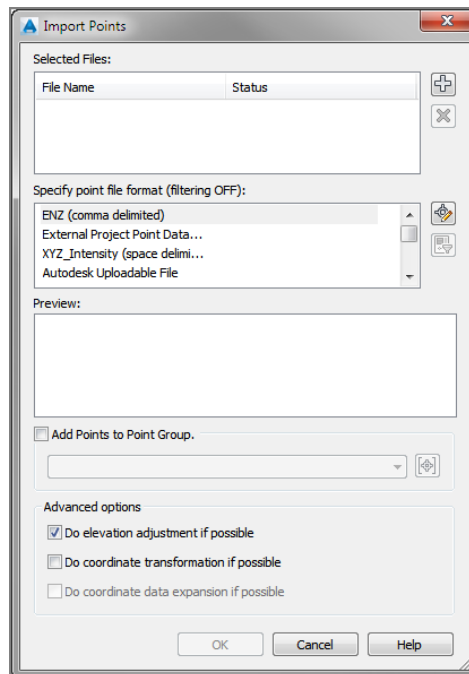 Import Points
Selected Files:
File Name Status
Specify point file format (filtering OFF):
ENZ (comma delimited)
External Project Point Data...
XYZ_Intensity (space delimi...
Autodesk Uploadable File
Preview:
Add Points to Point Group.
Advanced options
Do elevation adjustment if possible
Do coordinate transformation if possible
Do coordinate data expansion if possible
OK Cancel Help